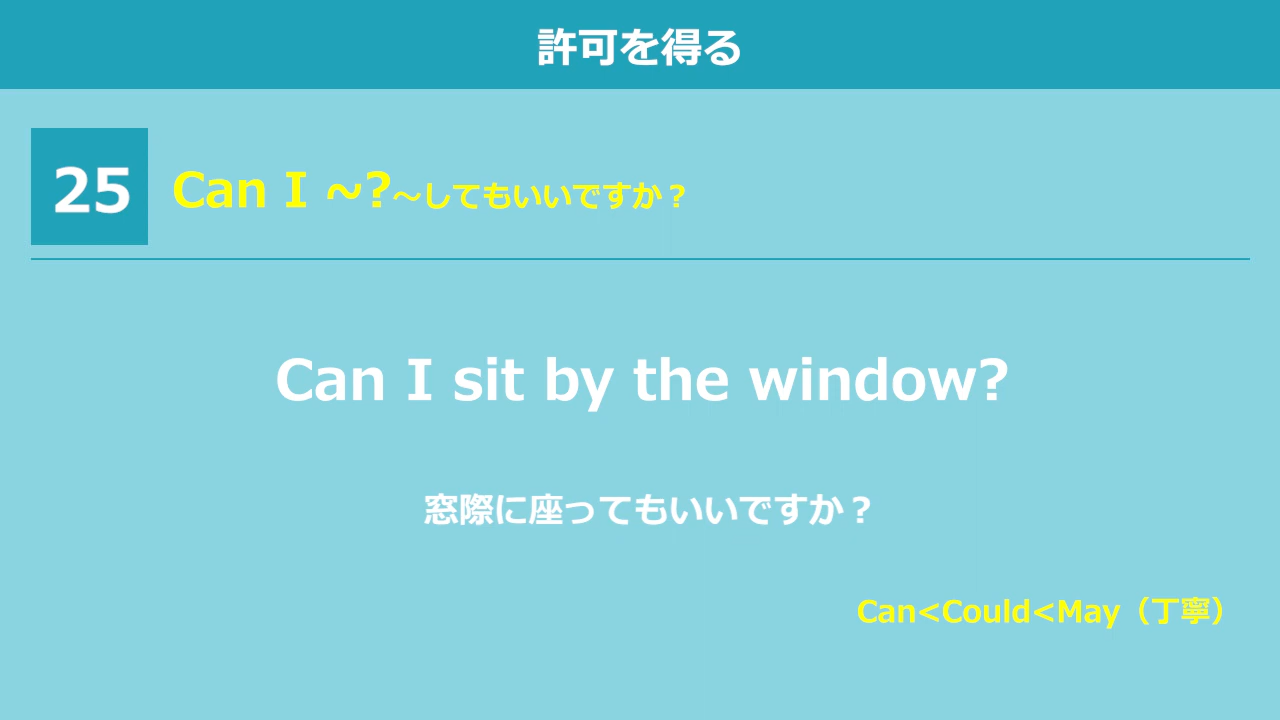 許可を得る
25
Can I ~?～してもいいですか？
Can I sit by the window?
窓際に座ってもいいですか？
Can<Could<May（丁寧）